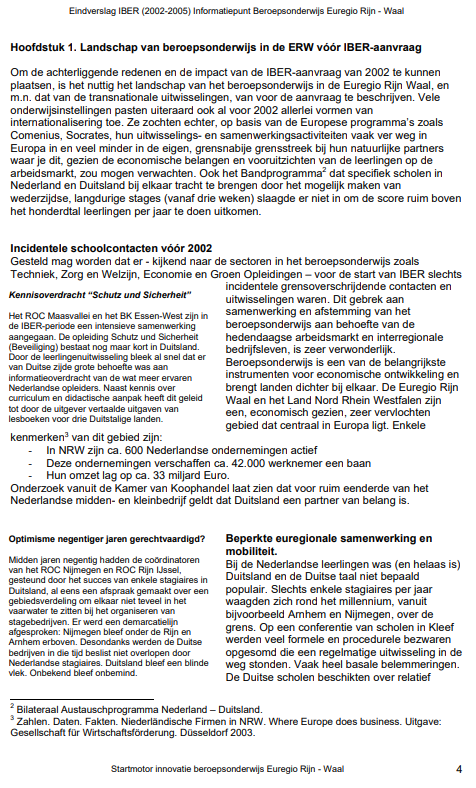 Eindverslag IBER (2002-2005) Informatiepunt Beroepsonderwijs Euregio Rijn - Waal
Hoofdstuk 1. Landschap van beroepsonderwijs in de ERW vóór IBER-aanvraag
Om de achterliggende redenen en de impact van de IBER-aanvraag van 2002 te kunnen
plaatsen, is het nuttig het landschap van het beroepsonderwijs in de Euregio Rijn Waal, en
m.n. dat van de transnationale uitwisselingen, van voor de aanvraag te beschrijven. Vele
onderwijsinstellingen pasten uiteraard ook al voor 2002 allerlei vormen van
internationalisering toe. Ze zochten echter, op basis van de Europese programma's zoals
Comenius, Socrates, hun uitwisselings- en samenwerkingsactiviteiten vaak ver weg in
Europa in en veel minder in de eigen, grensnabije grensstreek bij hun natuurlijke partners
waar je dit, gezien de economische belangen en vooruitzichten van de leerlingen op de
arbeidsmarkt, zou mogen verwachten. Ook het Bandprogramma2 dat specifiek scholen in
Nederland en Duitsland bij elkaar tracht te brengen door het mogelijk maken van
wederzijdse, langdurige stages (vanaf drie weken) slaagde er niet in om de score ruim boven
het honderdtal leerlingen per jaar te doen uitkomen.
Incidentele schoolcontacten vóór 2002
Gesteld mag worden dat er - kijkend naar de sectoren in het beroepsonderwijs zoals
Techniek, Zorg en Welzijn, Economie en Groen Opleidingen – voor de start van IBER slechts
incidentele grensoverschrijdende contacten en
uitwisselingen waren. Dit gebrek aan
samenwerking en afstemming van het
beroepsonderwijs aan behoefte van de
hedendaagse arbeidsmarkt en interregionale
bedrijfsleven, is zeer verwonderlijk.
Beroepsonderwijs is een van de belangrijkste
instrumenten voor economische ontwikkeling en
brengt landen dichter bij elkaar. De Euregio Rijn
Waal en het Land Nord Rhein Westfalen zijn
een, economisch gezien, zeer vervlochten
gebied dat centraal in Europa ligt. Enkele
Kennisoverdracht “Schutz und Sicherheit”
Het ROC Maasvallei en het BK Essen-West zijn in
de IBER-periode een intensieve samenwerking
aangegaan. De opleiding Schutz und Sicherheit
(Beveiliging) bestaat nog maar kort in Duitsland.
Door de leerlingenuitwisseling bleek al snel dat er
van Duitse zijde grote behoefte was aan
informatieoverdracht van de wat meer ervaren
Nederlandse opleiders. Naast kennis over
curriculum en didactische aanpak heeft dit geleid
tot door de uitgever vertaalde uitgaven van
lesboeken voor drie Duitstalige landen.
kenmerken3 van dit gebied zijn:
- In NRW zijn ca. 600 Nederlandse ondernemingen actief
- Deze ondernemingen verschaffen ca. 42.000 werknemer een baan
- Hun omzet lag op ca. 33 miljard Euro.
Onderzoek vanuit de Kamer van Koophandel laat zien dat voor ruim eenderde van het
Nederlandse midden- en kleinbedrijf geldt dat Duitsland een partner van belang is.
Optimisme negentiger jaren gerechtvaardigd?
Midden jaren negentig hadden de coördinatoren
van het ROC Nijmegen en ROC Rijn IJssel,
gesteund door het succes van enkele stagiaires in
Duitsland, al eens een afspraak gemaakt over een
gebiedsverdeling om elkaar niet teveel in het
vaarwater te zitten bij het organiseren van
stagebedrijven. Er werd een demarcatielijn
afgesproken: Nijmegen bleef onder de Rijn en
Arnhem erboven. Desondanks werden de Duitse
bedrijven in die tijd beslist niet overlopen door
Nederlandse stagiaires. Duitsland bleef een blinde
vlek. Onbekend bleef onbemind.
Beperkte euregionale samenwerking en
mobiliteit.
Bij de Nederlandse leerlingen was (en helaas is)
Duitsland en de Duitse taal niet bepaald
populair. Slechts enkele stagiaires per jaar
waagden zich rond het millennium, vanuit
bijvoorbeeld Arnhem en Nijmegen, over de
grens. Op een conferentie van scholen in Kleef
werden veel formele en procedurele bezwaren
opgesomd die een regelmatige uitwisseling in de
weg stonden. Vaak heel basale belemmeringen.
De Duitse scholen beschikten over relatief
2 Bilateraal Austauschprogramma Nederland – Duitsland.
3 Zahlen. Daten. Fakten. Niederländische Firmen in NRW. Where Europe does business. Uitgave:
Gesellschaft für Wirtschaftsförderung. Düsseldorf 2003.
Startmotor innovatie beroepsonderwijs Euregio Rijn - Waal
4